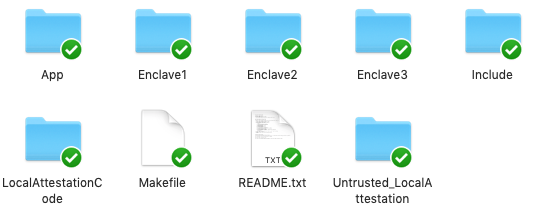 App
Enclave1
Enclave2
Enclave3
Include
LocalAttestationC
ode
Makefile
TXT
README.txt
Untrusted_LocalA
ttestation